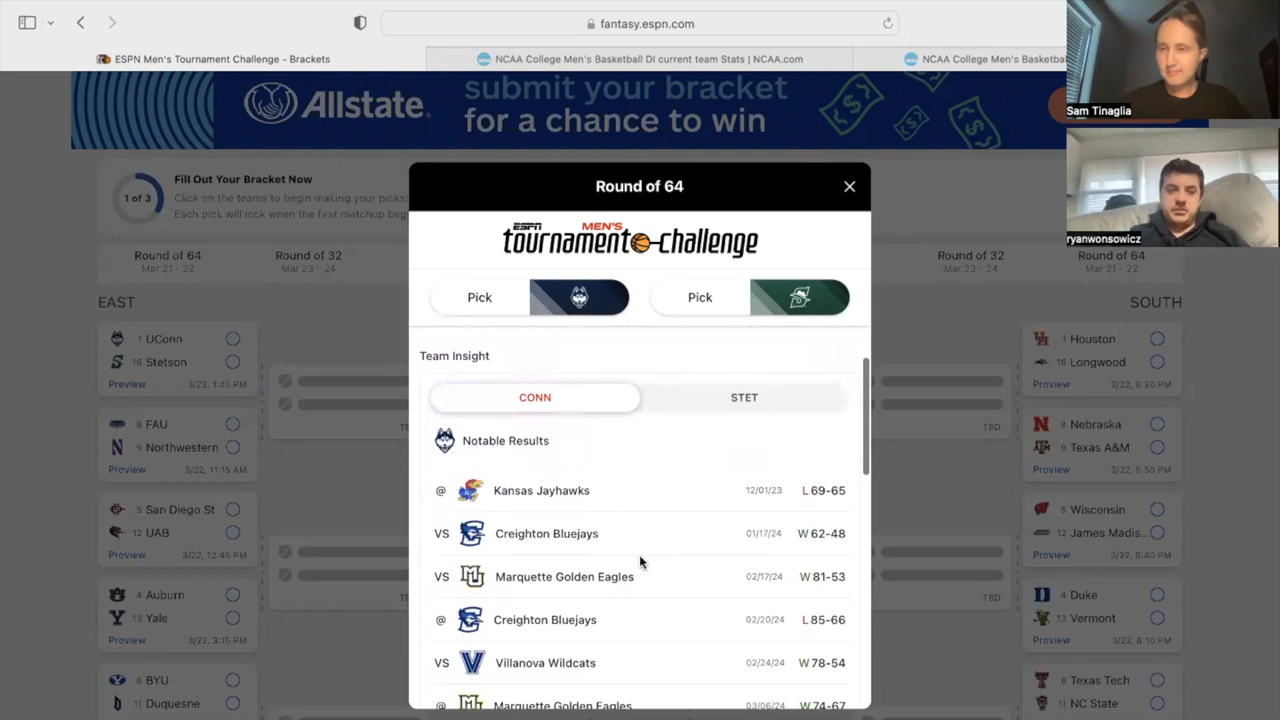 fantasy.espn.com
ESPN Men's Tournament Challenge - Brackets
NCAA College Men's Basketball DI current team Stats | NCAA.com
NCAA College Men's Basketba
Sam Tinaglia
ryanwonsowicz
Allstate.
submit your bracket
for a chance to win
1 of 3
Fill Out Your Bracket Now
Click on the teams to begin making your picks!
Each pick will lock when the first matchup beg
Round of 64
Mar 21 - 22
Round of 32
Mar 23 - 24
Round of 32
Mar 23 - 24
Round of 64
Mar 21 - 22
EAST
1 UConn
16 Stetson
Preview 3/22, 1:45 PM
8 FAU
9 Northwestern
Preview 3/22, 11:15 AM
5 San Diego St
12 UAB
Preview 3/22, 12:45 PM
4 Auburn
13 Yale
Preview 3/22, 3:15 PM
6 BYU
11 Duquesne
Round of 64
ESPN MEN'S
tournament challenge
Pick
Pick
Team Insight
CONN STET
Notable Results
@ Kansas Jayhawks 12/01/23 L 69-65
VS Creighton Bluejays 01/17/24 W 62-48
VS Marquette Golden Eagles 02/17/24 W 81-53
@ Creighton Bluejays 02/20/24 L 85-66
VS Villanova Wildcats 02/24/24 W 78-54
@ Marquette Golden Eagles 03/06/24 W 74-67
TBD
TBD
SOUTH
1 Houston
16 Longwood
Preview 3/22, 6:20 PM
8 Nebraska
9 Texas A&M
Preview 3/22, 3:50 PM
5 Wisconsin
12 James Madis...
Preview 3/22, 6:40 PM
4 Duke
13 Vermont
Preview 3/22, 4:10 PM
6 Texas Tech
11 NC State